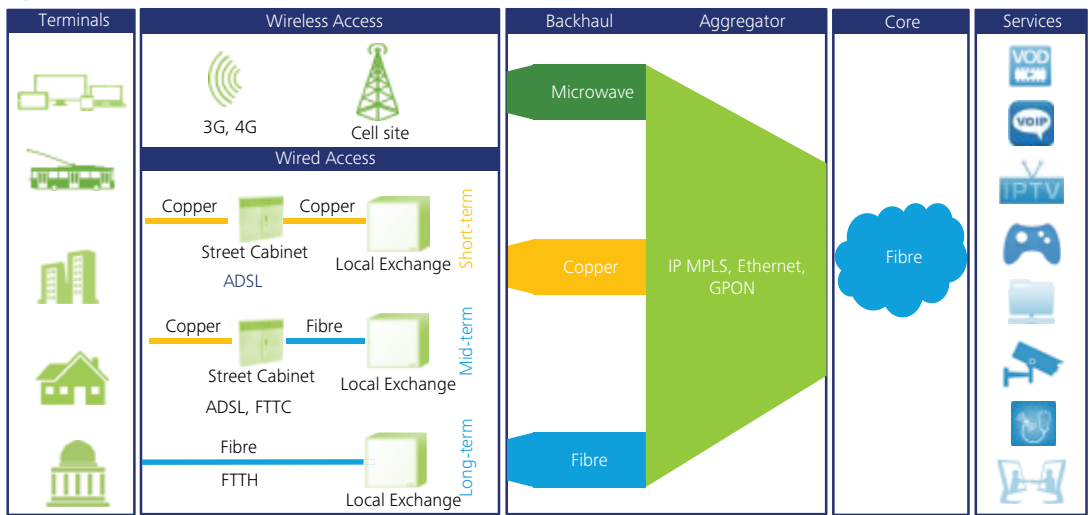 Terminals
Wireless Access
Backhaul
Aggregator
Core
Services
3G, 4G
Cell site
Wired Access
Copper
Copper
Street Cabinet
Local Exchange
ADSL
Short-term
Copper
Fibre
Street Cabinet
Local Exchange
ADSL, FTTC
Mid-term
Fibre
FTTH
Local Exchange
Long-term
Microwave
Copper
Fibre
IP MPLS, Ethernet,
GPON
Fibre
VOD
VOIP
IPTV